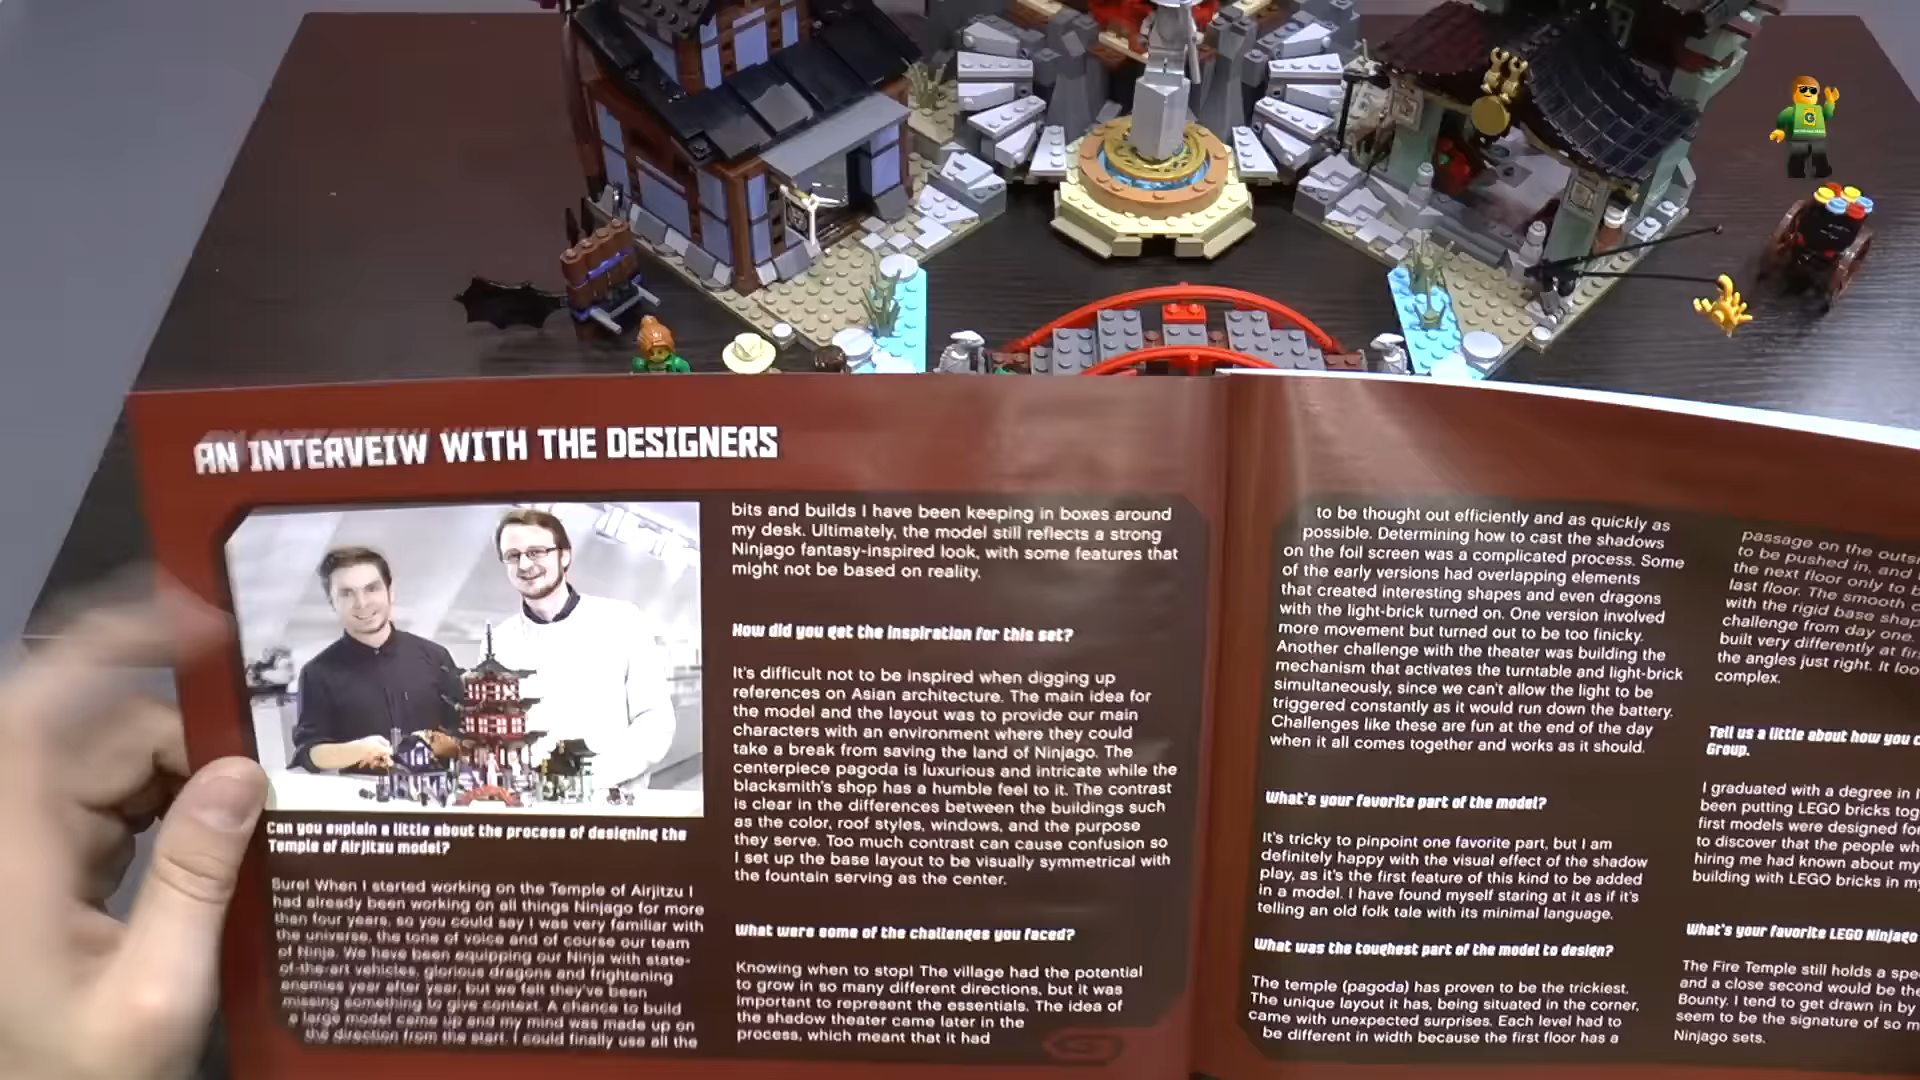 AN INTERVEIW WITH THE DESIGNERS
Can you explain a little about the process of designing the
Temple of Airjitzu model?
Sure! When I started working on the Temple of Airjitzu I
had already been working on all things Ninjago for more
than four years, so you could say I was very familiar with
the universe, the tone of voice and of course our team
of Ninja. We have been equipping our Ninja with state-
of-the-art vehicles, glorious dragons and frightening
enemies year after year, but we felt they've been
missing something to give context. A chance to build
a large model came up and my mind was made up on
the direction from the start. I could finally use all the
bits and builds I have been keeping in boxes around
my desk. Ultimately, the model still reflects a strong
Ninjago fantasy-inspired look, with some features that
might not be based on reality.
How did you get the inspiration for this set?
It's difficult not to be inspired when digging up
references on Asian architecture. The main idea for
the model and the layout was to provide our main
characters with an environment where they could
take a break from saving the land of Ninjago. The
centerpiece pagoda is luxurious and intricate while the
blacksmith's shop has a humble feel to it. The contrast
is clear in the differences between the buildings such
as the color, roof styles, windows, and the purpose
they serve. Too much contrast can cause confusion so
I set up the base layout to be visually symmetrical with
the fountain serving as the center.
What were some of the challenges you faced?
Knowing when to stop! The village had the potential
to grow in so many different directions, but it was
important to represent the essentials. The idea of
the shadow theater came later in the
process, which meant that it had
to be thought out efficiently and as quickly as
possible. Determining how to cast the shadows
on the foil screen was a complicated process. Some
of the early versions had overlapping elements
that created interesting shapes and even dragons
with the light-brick turned on. One version involved
more movement but turned out to be too finicky.
Another challenge with the theater was building the
mechanism that activates the turntable and light-brick
simultaneously, since we can't allow the light to be
triggered constantly as it would run down the battery.
Challenges like these are fun at the end of the day
when it all comes together and works as it should.
What's your favorite part of the model?
It's tricky to pinpoint one favorite part, but I am
definitely happy with the visual effect of the shadow
play, as it's the first feature of this kind to be added
in a model. I have found myself staring at it as if it's
telling an old folk tale with its minimal language.
What was the toughest part of the model to design?
The temple (pagoda) has proven to be the trickiest.
The unique layout it has, being situated in the corner,
came with unexpected surprises. Each level had to
be different in width because the first floor has a
passage on the outs
to be pushed in, and
the next floor only to b
last floor. The smooth c
with the rigid base shap
challenge from day one.
built very differently at fir
the angles just right. It loo
complex.
Tell us a little about how you c
Group.
I graduated with a degree in I
been putting LEGO bricks tog
first models were designed for
to discover that the people wh
hiring me had known about my
building with LEGO bricks in my
What's your favorite LEGO Ninjago
The Fire Temple still holds a spe
and a close second would be the
Bounty. I tend to get drawn in by
seem to be the signature of so m
Ninjago sets.